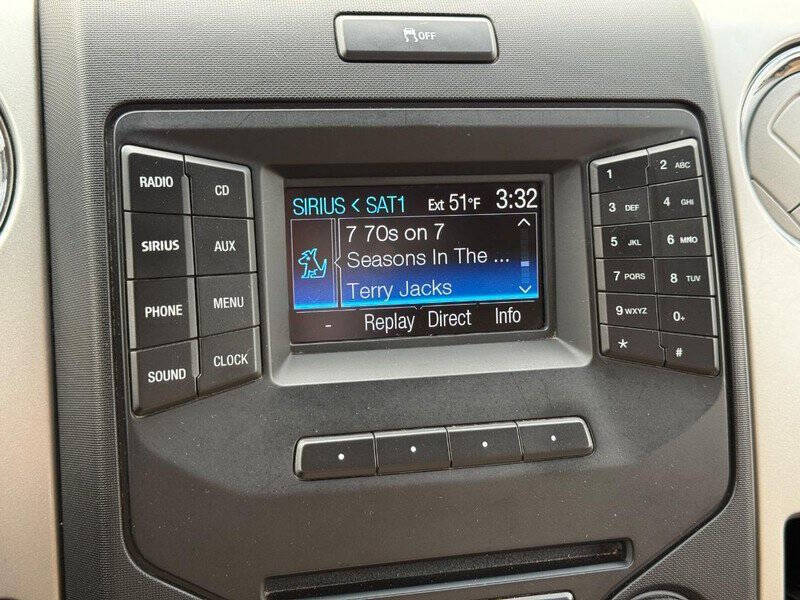 OFF
RADIO
CD
SIRIUS
AUX
PHONE
MENU
SOUND
CLOCK
SIRIUS < SAT1 Ext 51°F 3:32
7 70s on 7
Seasons In The ...
Terry Jacks
- Replay Direct Info
1
2 ABC
3 DEF
4 GHI
5 JKL
6 MNO
7 PQRS
8 TUV
9 WXYZ
0+
*
#